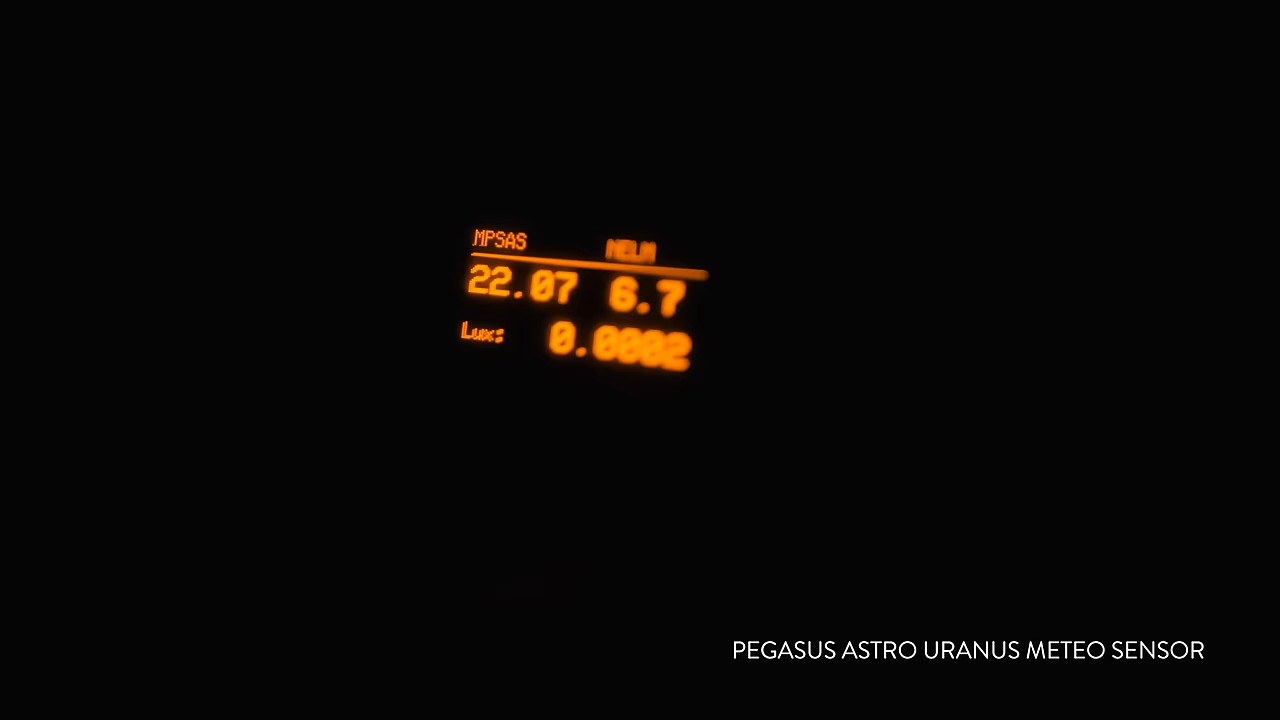 MPSAS NELM
22.07 6.7
Lux: 0.0002
PEGASUS ASTRO URANUS METEO SENSOR